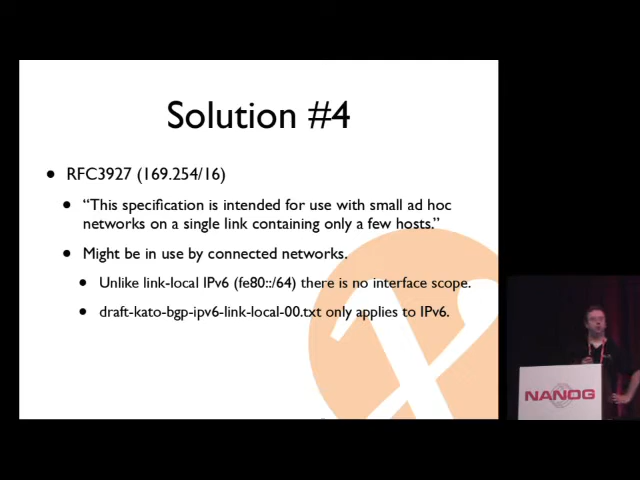 Solution #4
• RFC3927 (169.254/16)
• “This specification is intended for use with small ad hoc
networks on a single link containing only a few hosts.”
• Might be in use by connected networks.
• Unlike link-local IPv6 (fe80::/64) there is no interface scope.
• draft-kato-bgp-ipv6-link-local-00.txt only applies to IPv6.
NANOG